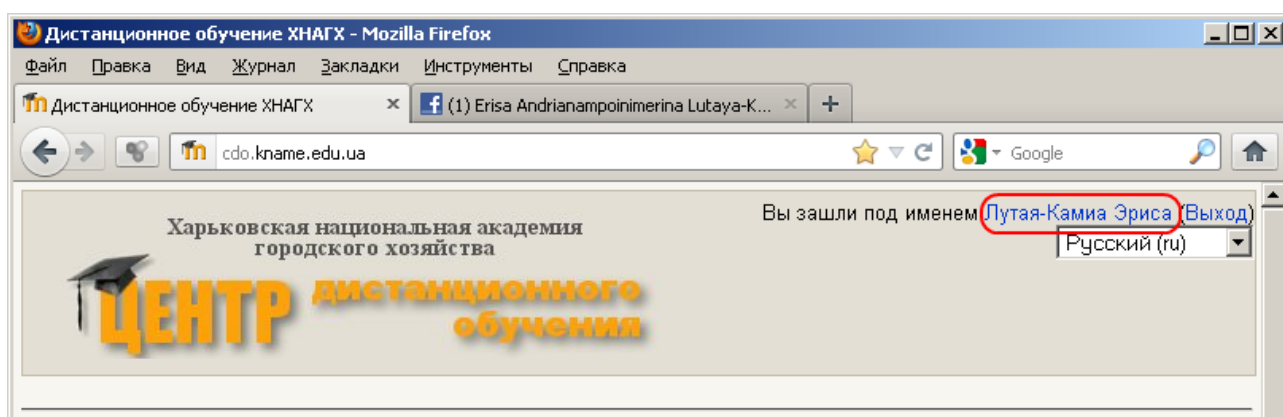 Дистанционное обучение ХНАГХ - Mozilla Firefox
Файл Правка Вид Журнал Закладки Инструменты Справка
Дистанционное обучение ХНАГХ × (1) Erisa Andrianampoinimerina Lutaya-K... × +
cdo.kname.edu.ua Google
Вы зашли под именем Лутая-Камиа Эриса (Выход)
Русский (ru)
Харьковская национальная академия
городского хозяйства
ЦЕНТР дистанционного
обучения